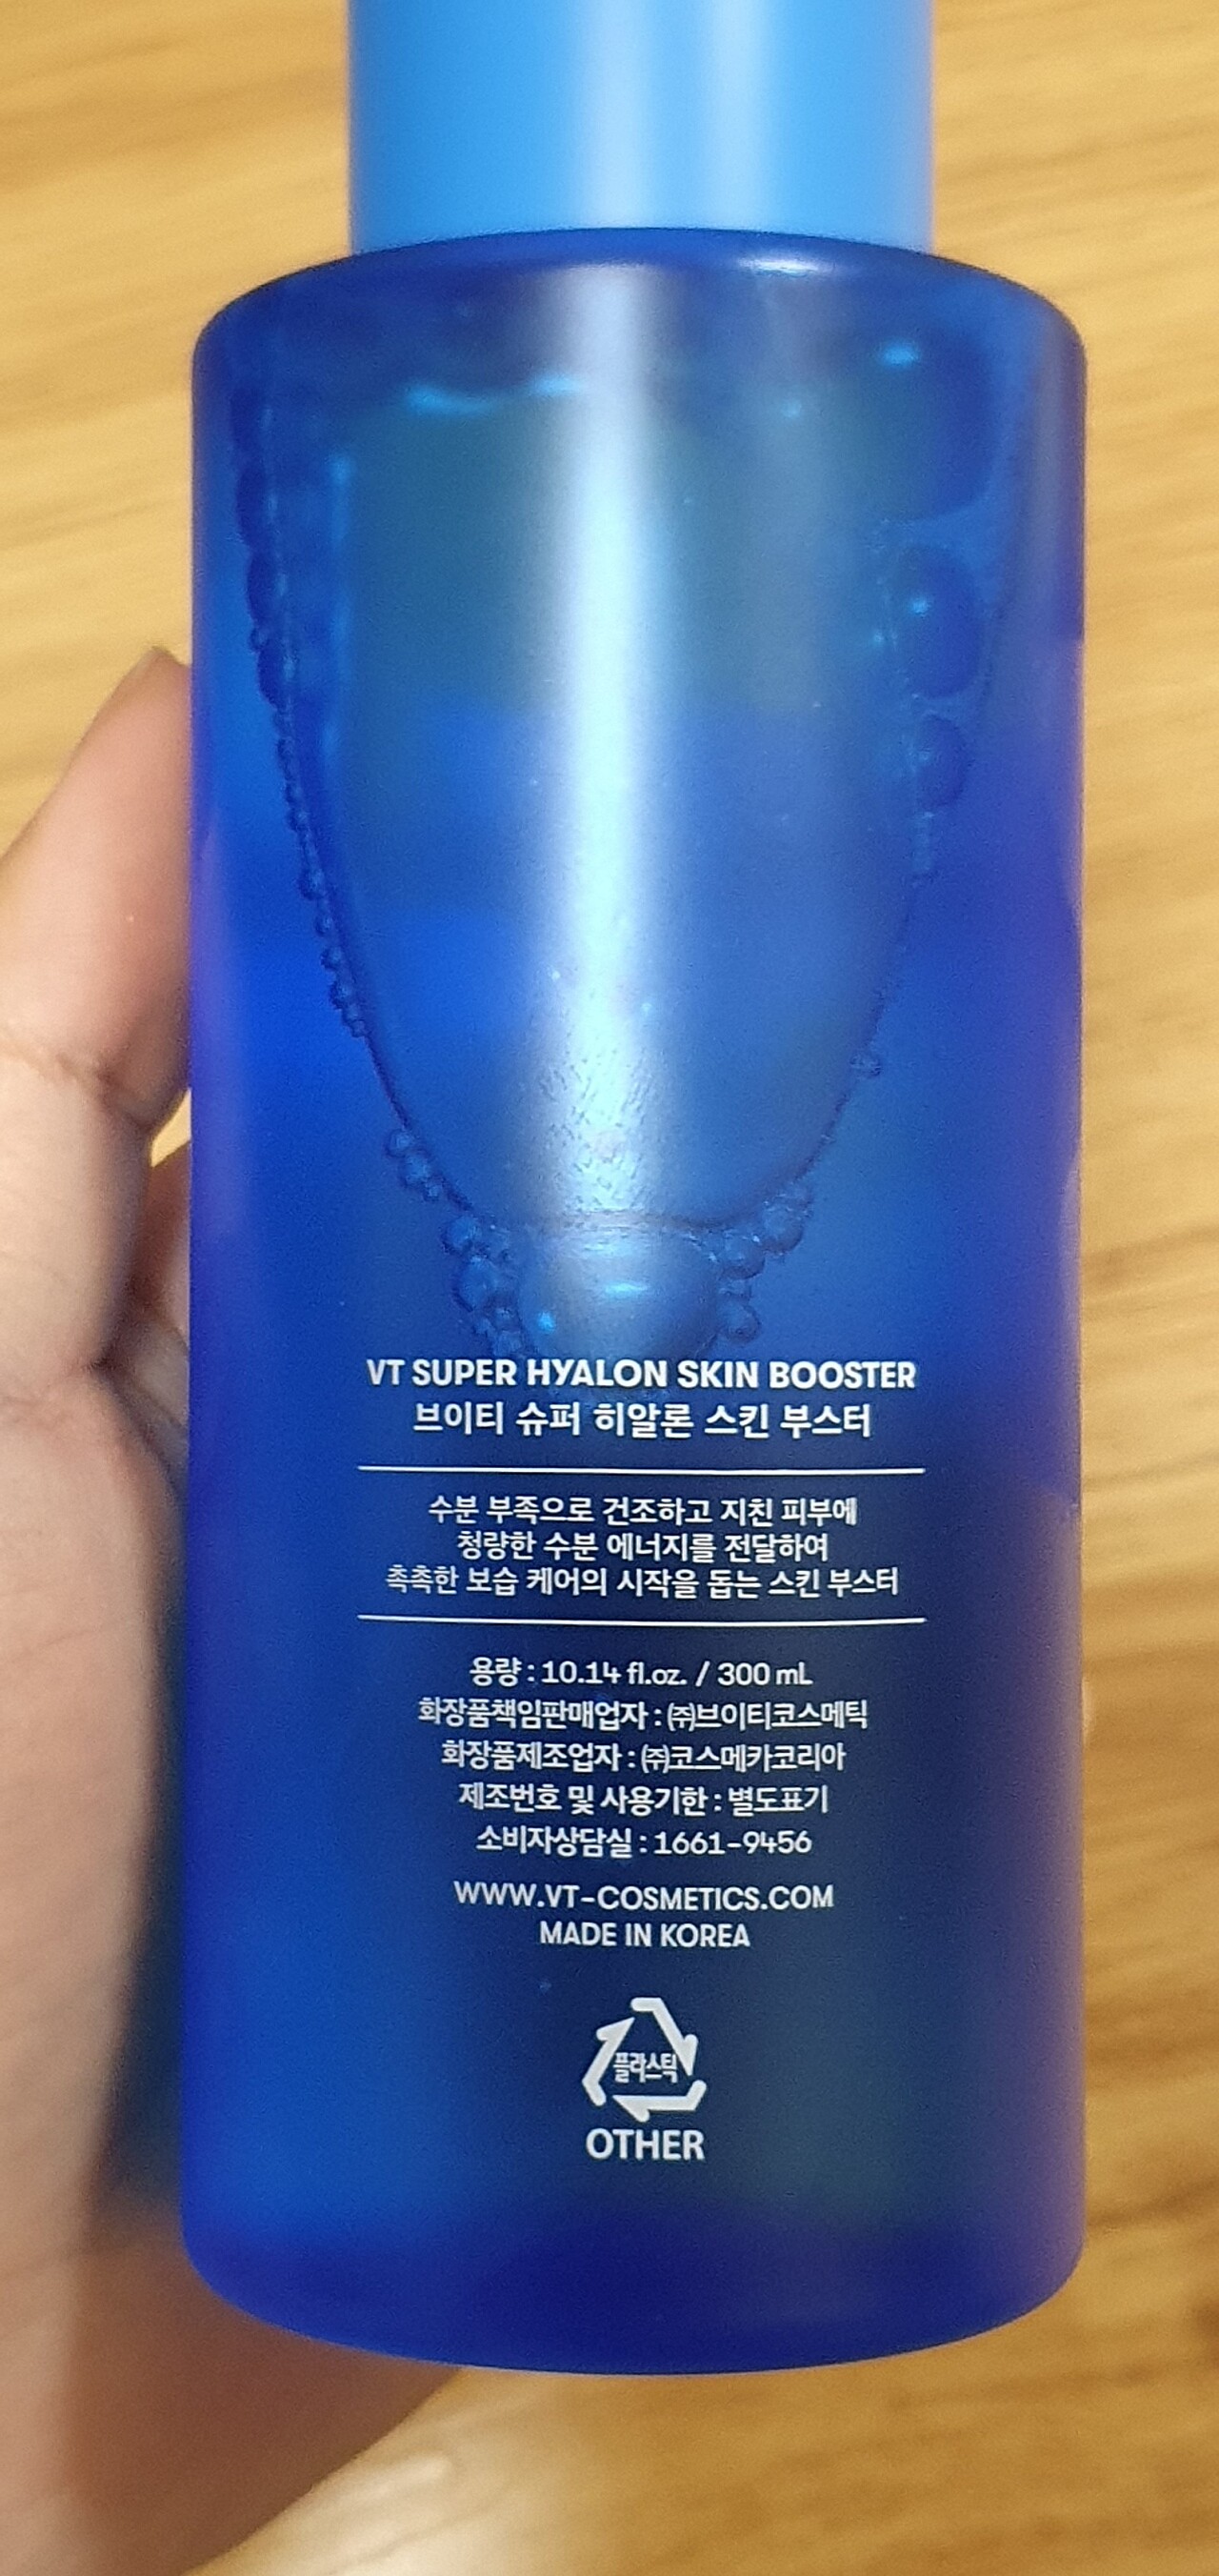 VT SUPER HYALON SKIN BOOSTER
브이티 슈퍼 히알론 스킨 부스터
수분 부족으로 건조하고 지친 피부에
청량한 수분 에너지를 전달하여
촉촉한 보습 케어의 시작을 돕는 스킨 부스터
용량 : 10.14 fl.oz. / 300 mL
화장품책임판매업자 : ㈜브이티코스메틱
화장품제조업자 : ㈜코스메카코리아
제조번호 및 사용기한 : 별도표기
소비자상담실 : 1661-9456
WWW.VT-COSMETICS.COM
MADE IN KOREA
플라스틱
OTHER